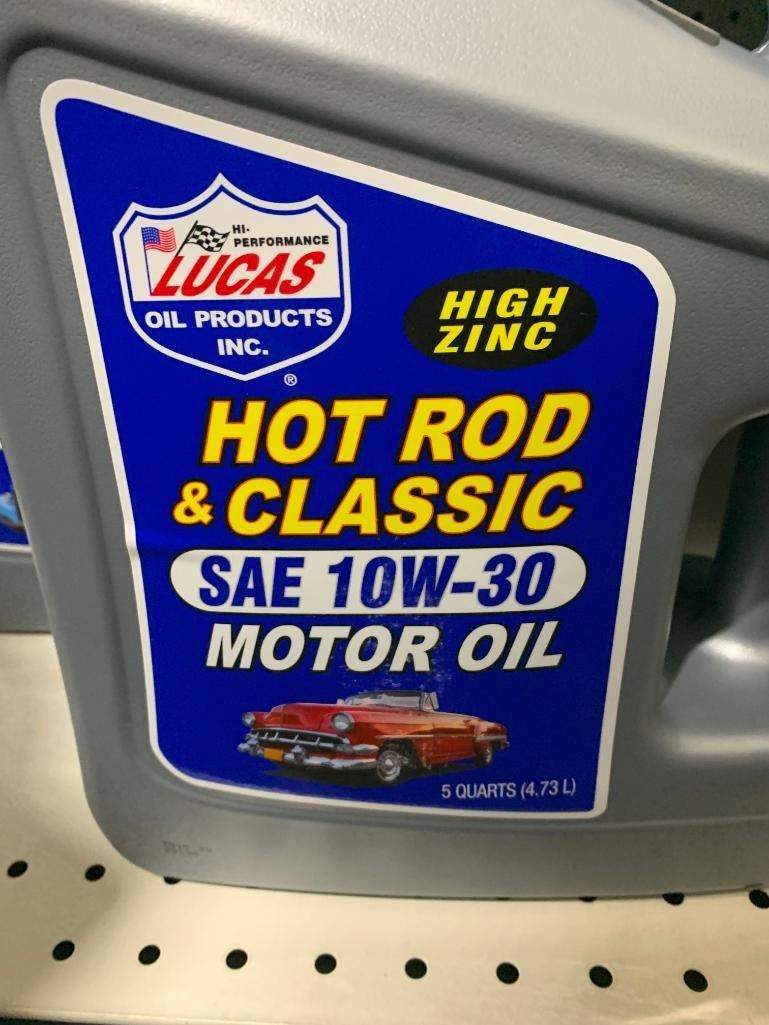 HI-
PERFORMANCE
LUCAS
OIL PRODUCTS
INC.
®
HIGH
ZINC
HOT ROD
& CLASSIC
SAE 10W-30
MOTOR OIL
5 QUARTS (4.73 L)